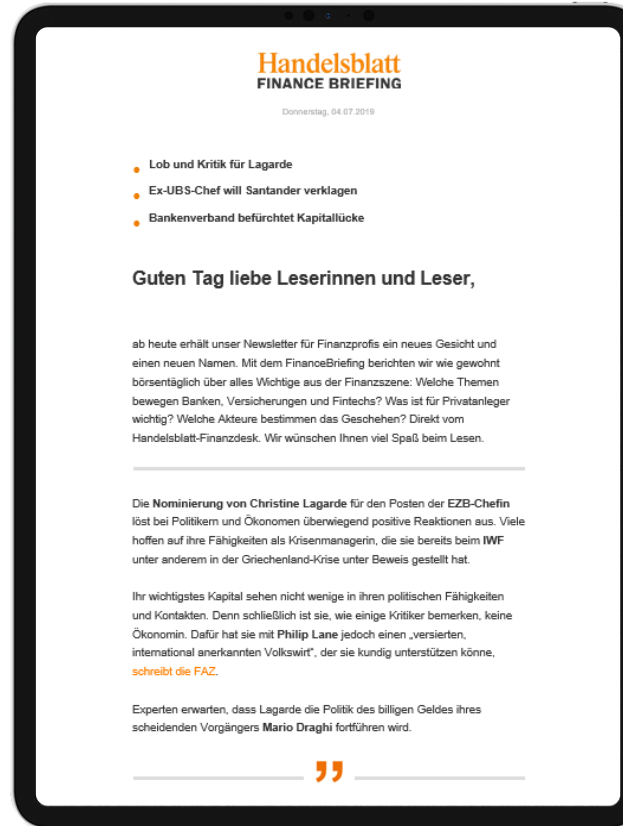 Handelsblatt
FINANCE BRIEFING
Donnerstag, 04.07.2019
Lob und Kritik für Lagarde
Ex-UBS-Chef will Santander verklagen
Bankenverband befürchtet Kapitallücke
Guten Tag liebe Leserinnen und Leser,
ab heute erhält unser Newsletter für Finanzprofis ein neues Gesicht und
einen neuen Namen. Mit dem FinanceBriefing berichten wir wie gewohnt
börsentäglich über alles Wichtige aus der Finanzszene: Welche Themen
bewegen Banken, Versicherungen und Fintechs? Was ist für Privatanleger
wichtig? Welche Akteure bestimmen das Geschehen? Direkt vom
Handelsblatt-Finanzdesk. Wir wünschen Ihnen viel Spaß beim Lesen.
Die Nominierung von Christine Lagarde für den Posten der EZB-Chefin
löst bei Politikern und Ökonomen überwiegend positive Reaktionen aus. Viele
hoffen auf ihre Fähigkeiten als Krisenmanagerin, die sie bereits beim IWF
unter anderem in der Griechenland-Krise unter Beweis gestellt hat.
Ihr wichtigstes Kapital sehen nicht wenige in ihren politischen Fähigkeiten
und Kontakten. Denn schließlich ist sie, wie einige Kritiker bemerken, keine
Ökonomin. Dafür hat sie mit Philip Lane jedoch einen „versierten,
international anerkannten Volkswirt", der sie kundig unterstützen könne,
schreibt die FAZ.
Experten erwarten, dass Lagarde die Politik des billigen Geldes ihres
scheidenden Vorgängers Mario Draghi fortführen wird.
”